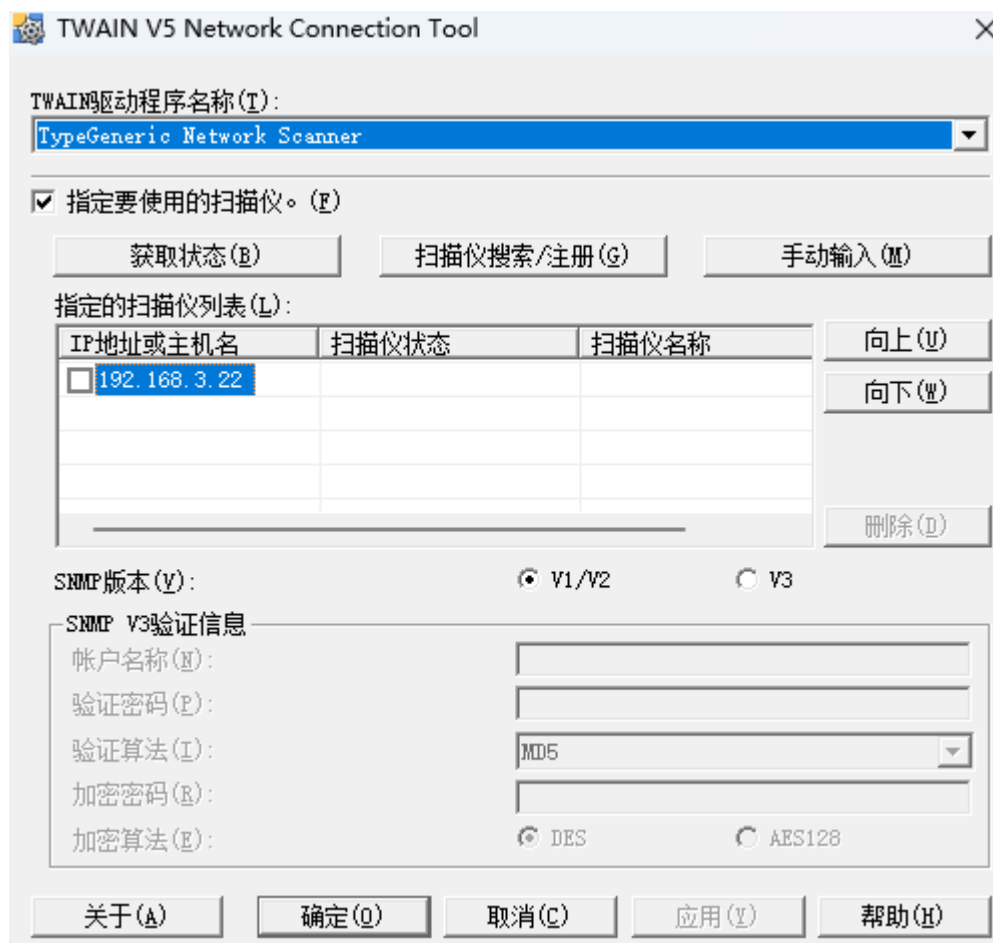 TWAIN V5 Network Connection Tool
TWAIN驱动程序名称(T):
TypeGeneric Network Scanner
指定要使用的扫描仪。(F)
获取状态(B) 扫描仪搜索/注册(G) 手动输入(M)
指定的扫描仪列表(L):
IP地址或主机名 扫描仪状态 扫描仪名称 向上(U)
192.168.3.22
向下(W)
删除(D)
SNMP版本(V): V1/V2 V3
SNMP V3验证信息
帐户名称(N):
验证密码(P):
验证算法(I): MD5
加密密码(R):
加密算法(E): DES AES128
关于(A) 确定(O) 取消(C) 应用(Y) 帮助(H)